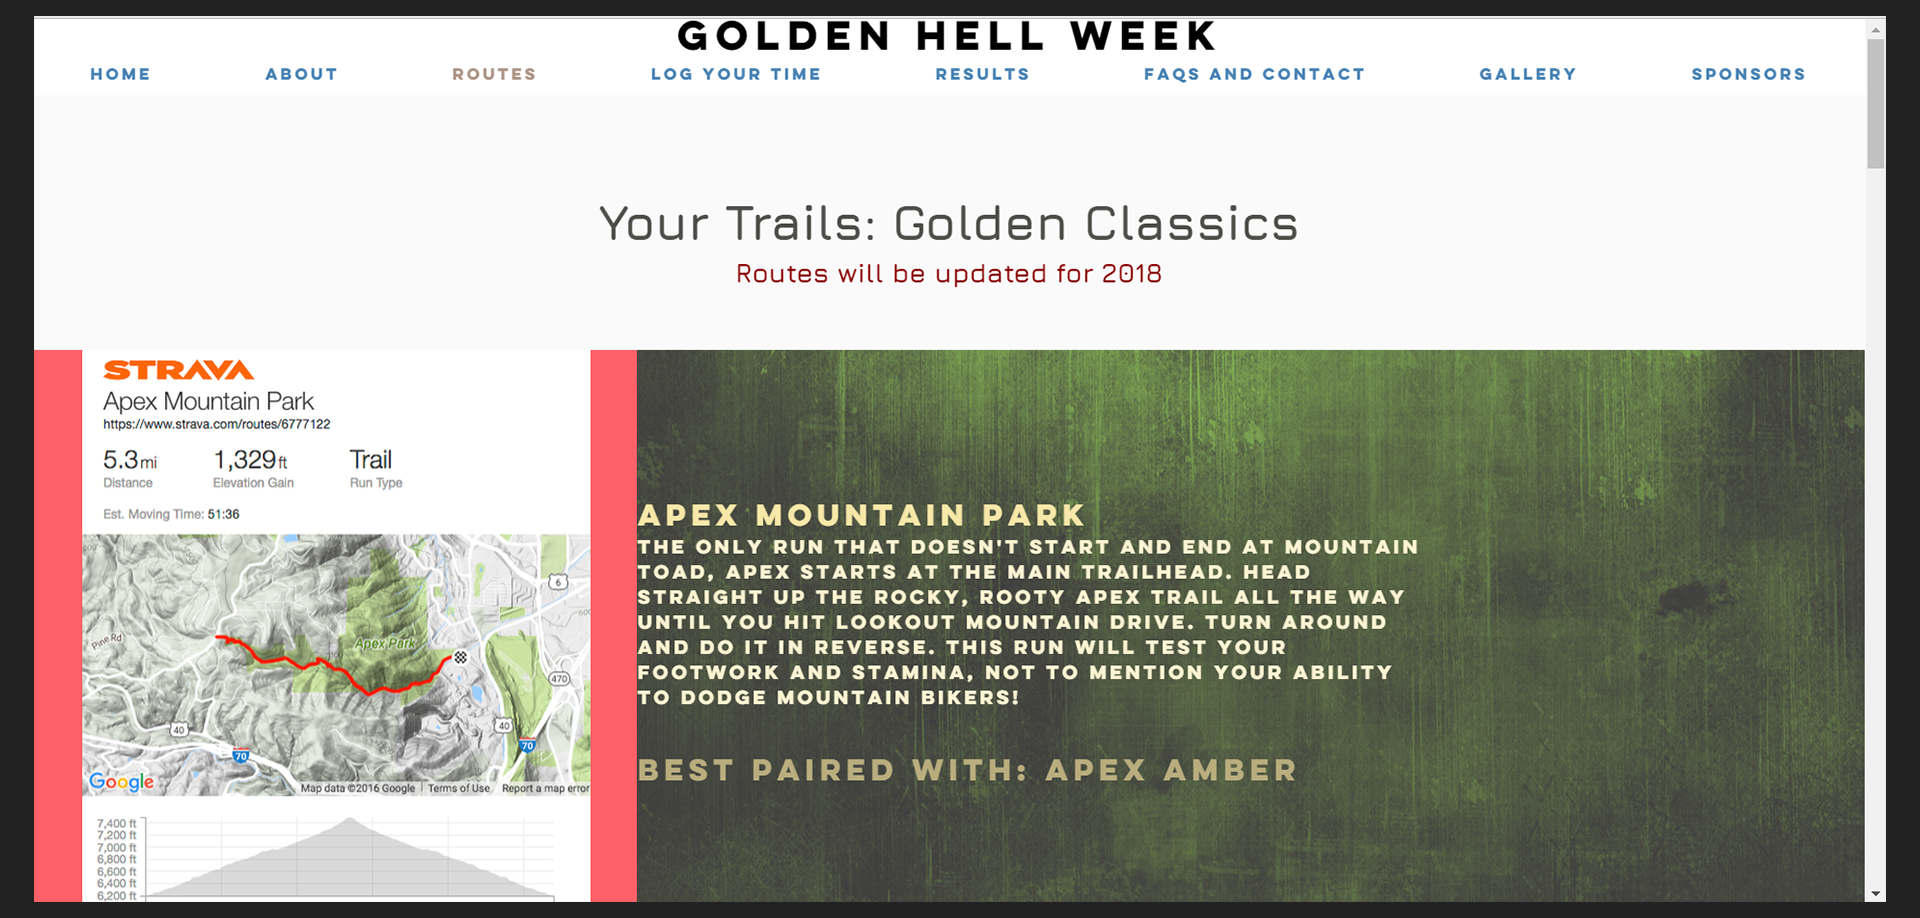 GOLDEN HELL WEEK
HOME ABOUT ROUTES LOG YOUR TIME RESULTS FAQS AND CONTACT GALLERY SPONSORS
Your Trails: Golden Classics
Routes will be updated for 2018
STRAVA
Apex Mountain Park
https://www.strava.com/routes/6777122
5.3 mi 1,329 ft Trail
Distance Elevation Gain Run Type
Est. Moving Time: 51:36
6
Pine Rd
Apex Park
470
40
40
70
70
Google
Map data ©2016 Google Terms of Use Report a map error
7,400 ft
7,200 ft
7,000 ft
6,800 ft
6,600 ft
6,400 ft
6,200 ft
APEX MOUNTAIN PARK
THE ONLY RUN THAT DOESN'T START AND END AT MOUNTAIN
TOAD, APEX STARTS AT THE MAIN TRAILHEAD. HEAD
STRAIGHT UP THE ROCKY, ROOTY APEX TRAIL ALL THE WAY
UNTIL YOU HIT LOOKOUT MOUNTAIN DRIVE. TURN AROUND
AND DO IT IN REVERSE. THIS RUN WILL TEST YOUR
FOOTWORK AND STAMINA, NOT TO MENTION YOUR ABILITY
TO DODGE MOUNTAIN BIKERS!
BEST PAIRED WITH: APEX AMBER